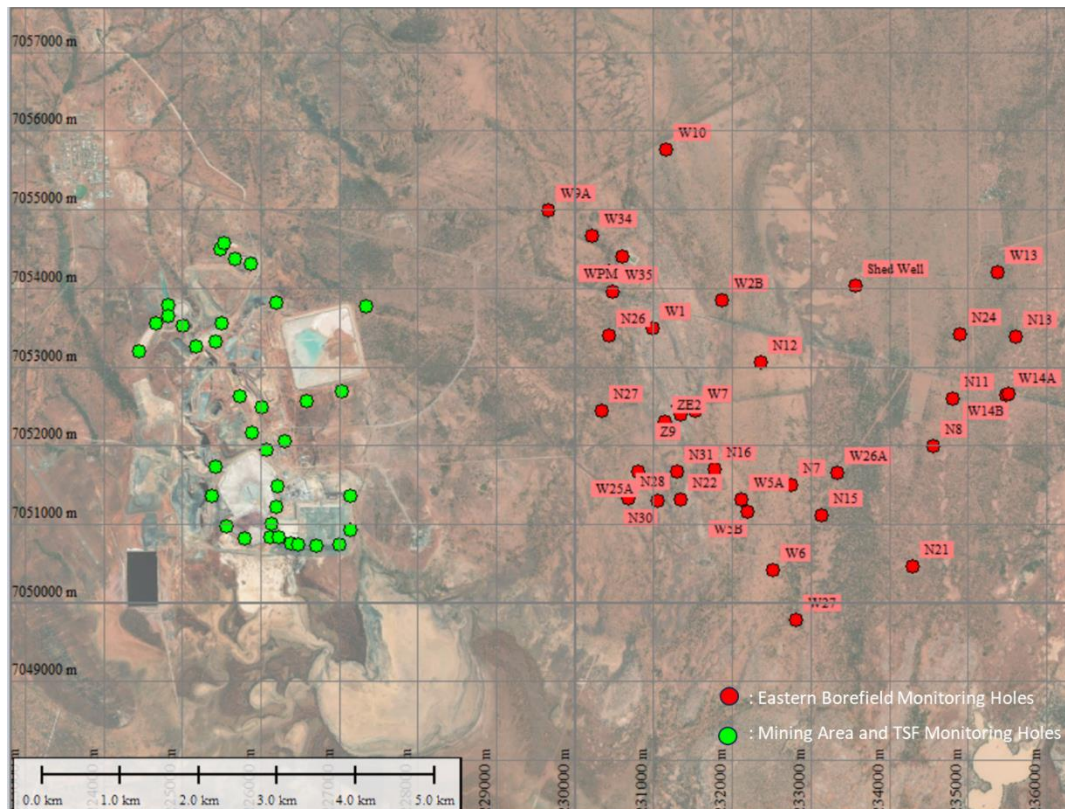 7057000 m
W10
7056000 m
W9A
7055000 m
W34
W13
Shed Well
WPM W35
7054000 m
W2B
W1
N26
N24
N13
7053000 m
N12
N11
W14A
N27
ZE2
W7
W14B
Z9
N8
7052000 m
N31
N16
W26A
N7
W25A
N28
N22
W5A
N15
7051000 m
N30
W5B
W6
N21
7050000 m
W27
7049000 m
: Eastern Borefield Monitoring Holes
: Mining Area and TSF Monitoring Holes
329000 m
330000 m
331000 m
332000 m
333000 m
334000 m
335000 m
336000 m
0.0 km 1.0 km 2.0 km 3.0 km 4.0 km 5.0 km